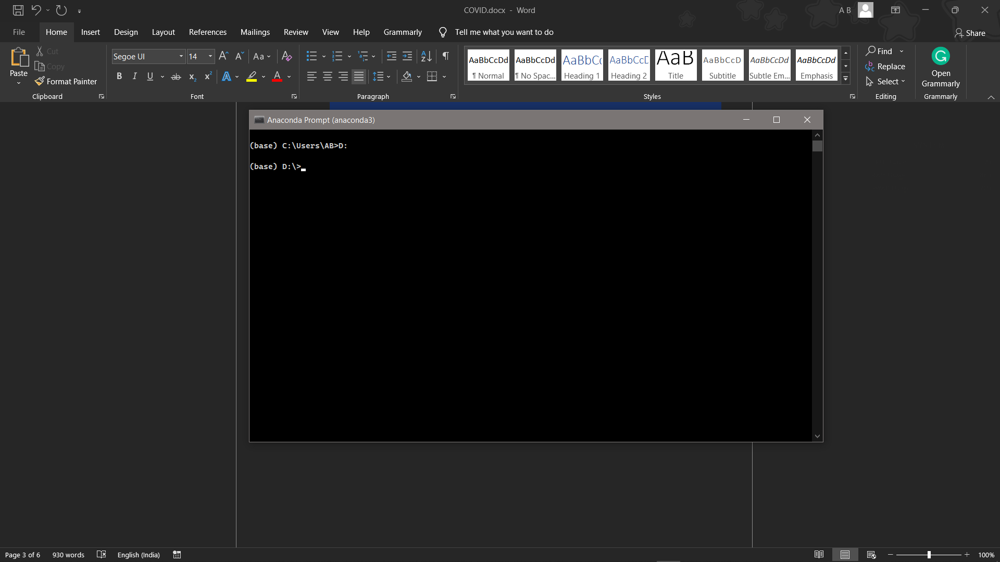 COVID.docx - Word
A B
File Home Insert Design Layout References Mailings Review View Help Grammarly Tell me what you want to do
Share
Paste
Cut
Copy
Format Painter
Clipboard
Segoe UI 14
Font
Paragraph
AaBbCcDd AaBbCcDd AaBbC( AaBbCcD AaB AaBbCcD AaBbCcDd AaBbCcDd
¶ Normal ¶ No Spac... Heading 1 Heading 2 Title Subtitle Subtle Em... Emphasis
Styles
Find
Replace
Select
Editing
Open
Grammarly
Grammarly
Anaconda Prompt (anaconda3)
(base) C:\Users\AB>D:
(base) D:\>
Page 3 of 6 930 words English (India) 100%